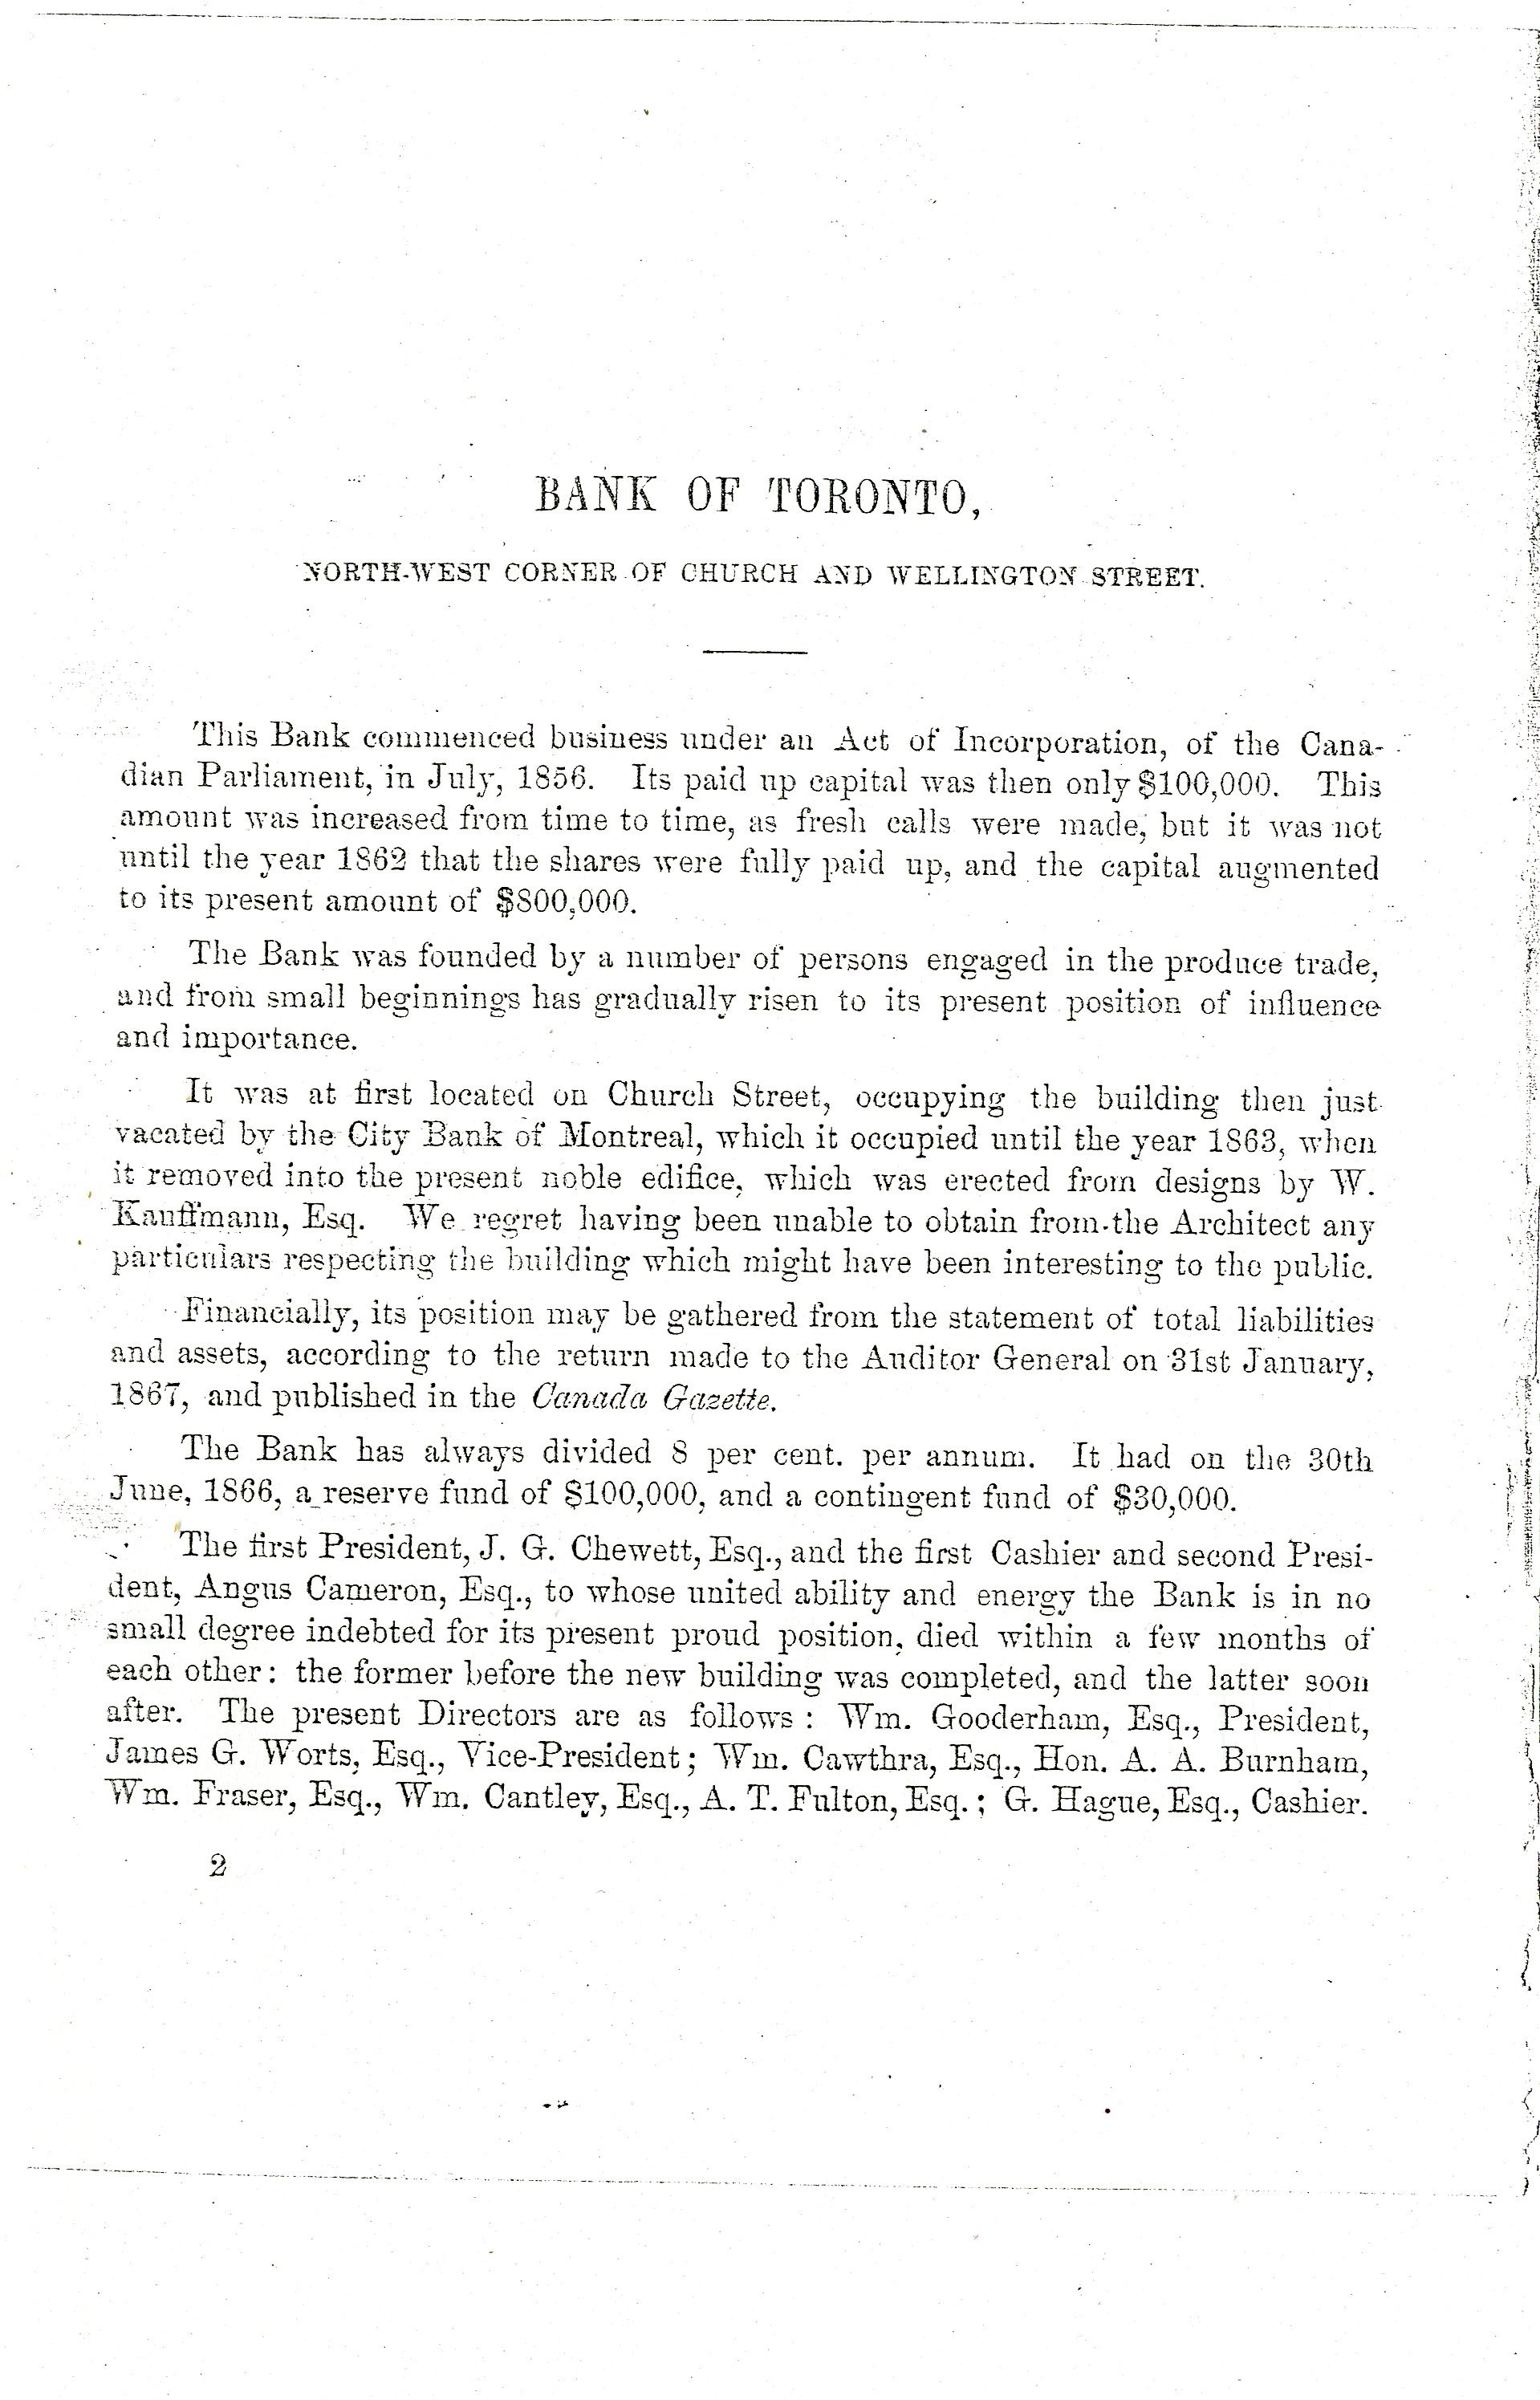 BANK OF TORONTO,
NORTH-WEST CORNER OF CHURCH AND WELLINGTON STREET.
This Bank commenced business under an Act of Incorporation, of the Cana-
dian Parliament, in July, 1856. Its paid up capital was then only $100,000. This
amount was increased from time to time, as fresh calls were made, but it was not
until the year 1862 that the shares were fully paid up, and the capital augmented
to its present amount of $800,000.
The Bank was founded by a number of persons engaged in the produce trade,
and from small beginnings has gradually risen to its present position of influence
and importance.
It was at first located on Church Street, occupying the building then just
vacated by the City Bank of Montreal, which it occupied until the year 1863, when
it removed into the present noble edifice, which was erected from designs by W.
Kauffmann, Esq. We regret having been unable to obtain from the Architect any
particulars respecting the building which might have been interesting to the public.
Financially, its position may be gathered from the statement of total liabilities
and assets, according to the return made to the Auditor General on 31st January,
1867, and published in the Canada Gazette.
The Bank has always divided 8 per cent. per annum. It had on the 30th
June, 1866, a reserve fund of $100,000, and a contingent fund of $30,000.
The first President, J. G. Chewett, Esq., and the first Cashier and second Presi-
dent, Angus Cameron, Esq., to whose united ability and energy the Bank is in no
small degree indebted for its present proud position, died within a few months of
each other: the former before the new building was completed, and the latter soon
after. The present Directors are as follows: Wm. Gooderham, Esq., President,
James G. Worts, Esq., Vice-President; Wm. Cawthra, Esq., Hon. A. A. Burnham,
Wm. Fraser, Esq., Wm. Cantley, Esq., A. T. Fulton, Esq.; G. Hague, Esq., Cashier.
2